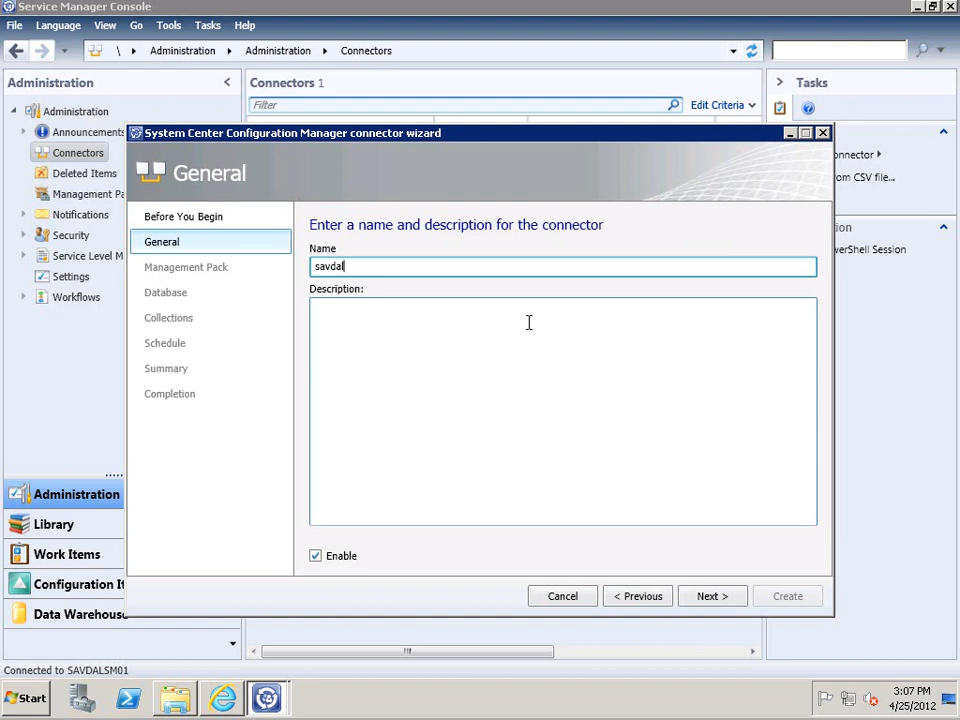 Service Manager Console
File Language View Go Tools Tasks Help
\ Administration Administration Connectors
Administration
Connectors 1
Tasks
Filter
Edit Criteria
Administration
Announcements
Connectors
Deleted Items
Management Pa
Notifications
Security
Service Level M
Settings
Workflows
System Center Configuration Manager connector wizard
General
Before You Begin
General
Management Pack
Database
Collections
Schedule
Summary
Completion
Enter a name and description for the connector
Name
savdal
Description:
Enable
Cancel
< Previous
Next >
Create
onnector
om CSV file...
ion
erShell Session
Administration
Library
Work Items
Configuration It
Data Warehouse
Connected to SAVDALSM01
Start
3:07 PM
4/25/2012